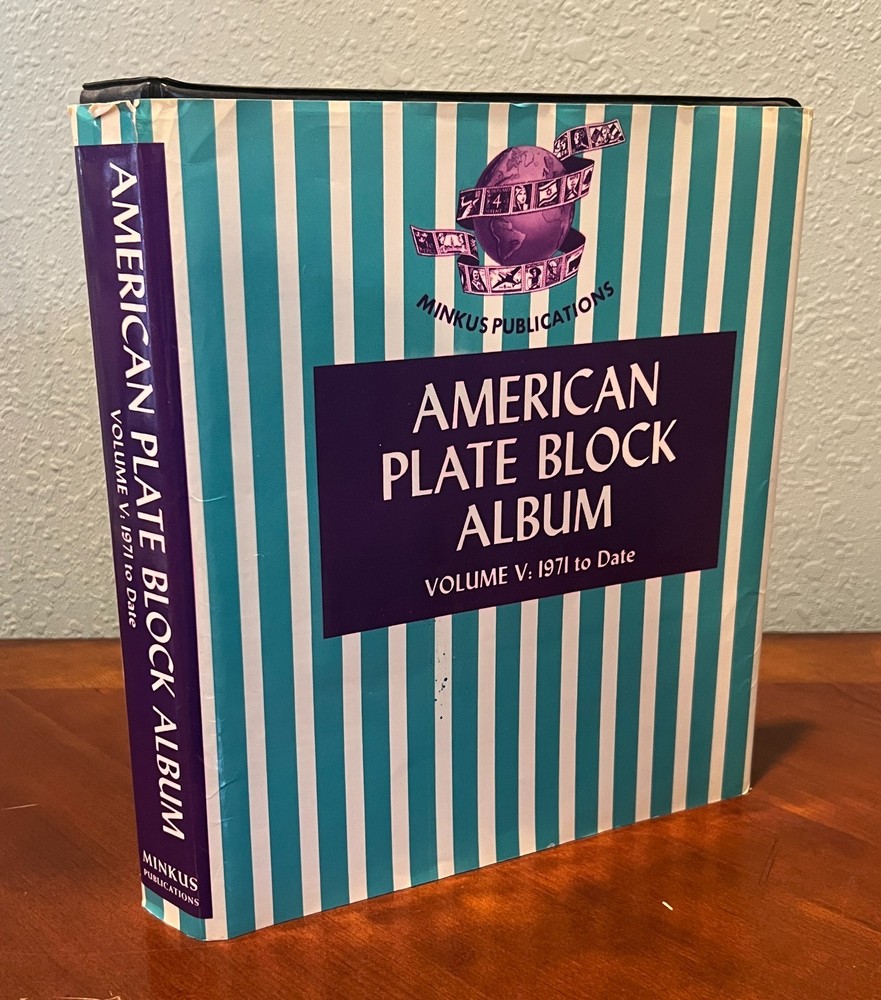 AMERICAN PLATE BLOCK ALBUM
VOLUME V: 1971 to Date
MINKUS
PUBLICATIONS
MINKUS PUBLICATIONS
AMERICAN
PLATE BLOCK
ALBUM
VOLUME V: 1971 to Date